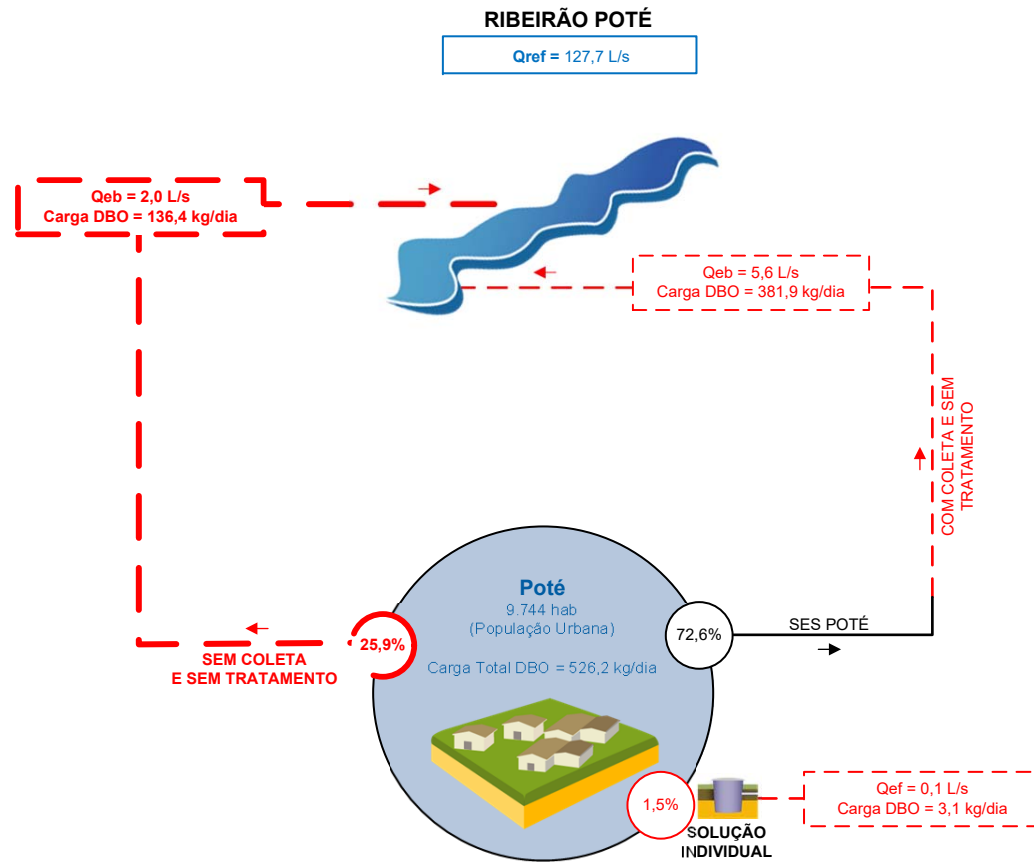 RIBEIRÃO POTÉ
Qref = 127,7 L/s
Qeb = 2,0 L/s
Carga DBO = 136,4 kg/dia
Qeb = 5,6 L/s
Carga DBO = 381,9 kg/dia
COM COLETA E SEM
TRATAMENTO
Poté
9.744 hab
(População Urbana)
Carga Total DBO = 526,2 kg/dia
25,9%
SEM COLETA
E SEM TRATAMENTO
72,6%
SES POTÉ
1,5%
SOLUÇÃO
INDIVIDUAL
Qef = 0,1 L/s
Carga DBO = 3,1 kg/dia